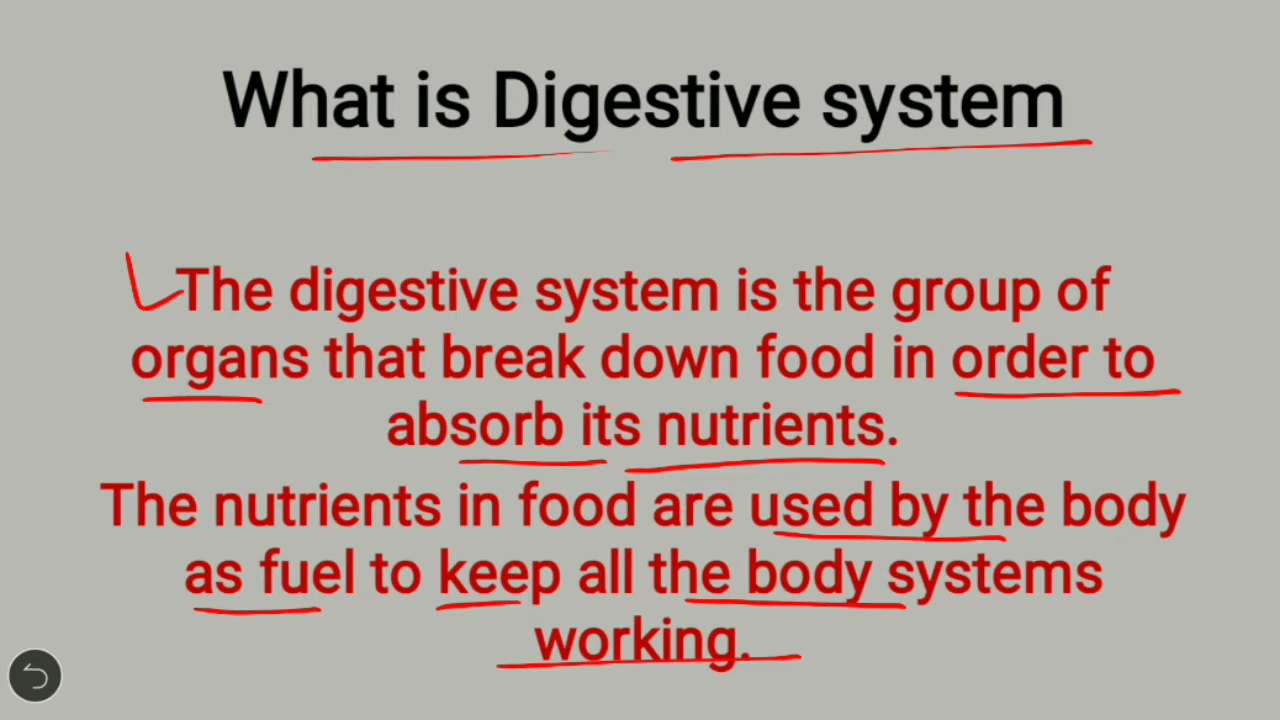 What is Digestive system
The digestive system is the group of
organs that break down food in order to
absorb its nutrients.
The nutrients in food are used by the body
as fuel to keep all the body systems
working.